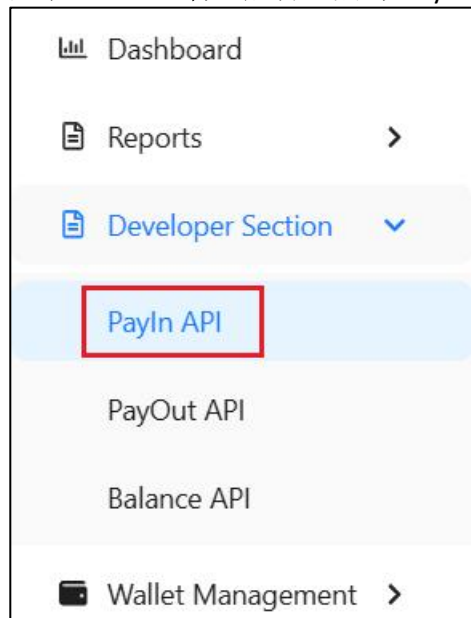 Dashboard
Reports
Developer Section
PayIn API
PayOut API
Balance API
Wallet Management